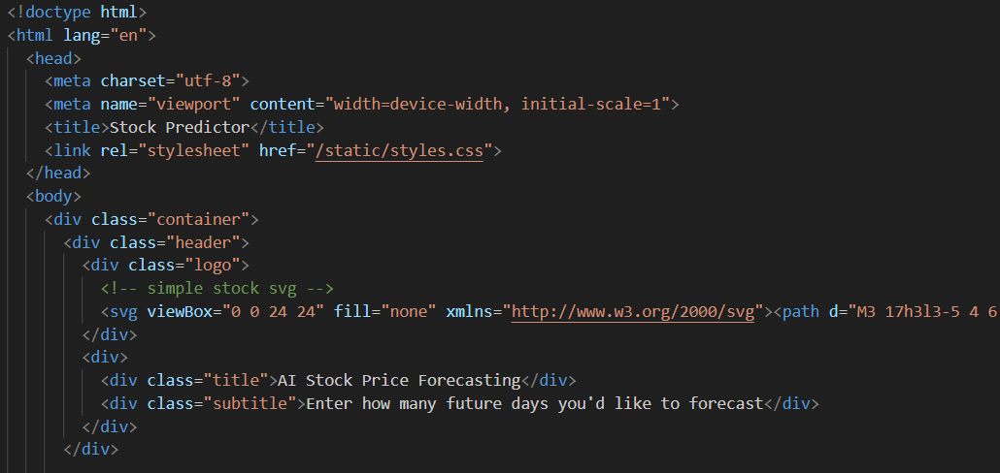 <!doctype html>
<html lang="en">
<head>
<meta charset="utf-8">
<meta name="viewport" content="width=device-width, initial-scale=1">
<title>Stock Predictor</title>
<link rel="stylesheet" href="/static/styles.css">
</head>
<body>
<div class="container">
<div class="header">
<div class="logo">
<!-- simple stock svg -->
<svg viewBox="0 0 24 24" fill="none" xmlns="http://www.w3.org/2000/svg"><path d="M3 17h3l3-5 4 6
</div>
<div>
<div class="title">AI Stock Price Forecasting</div>
<div class="subtitle">Enter how many future days you'd like to forecast</div>
</div>
</div>